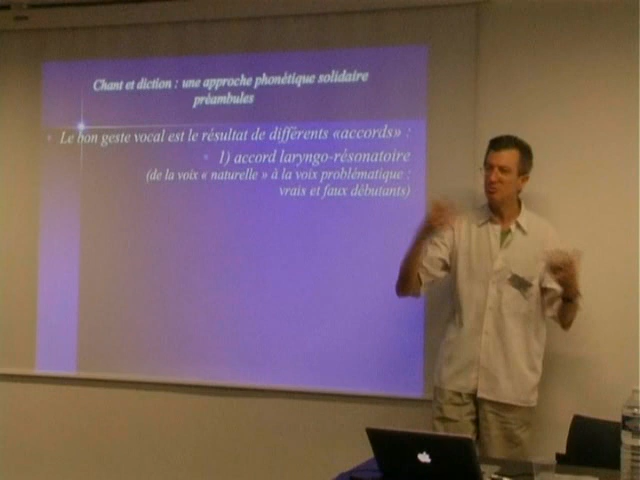 Chant et diction : une approche phonétique solidaire
préambules
Le bon geste vocal est le résultat de différents «accords» :
1) accord laryngo-résonatoire
(de la voix « naturelle » à la voix problématique :
vrais et faux débutants)